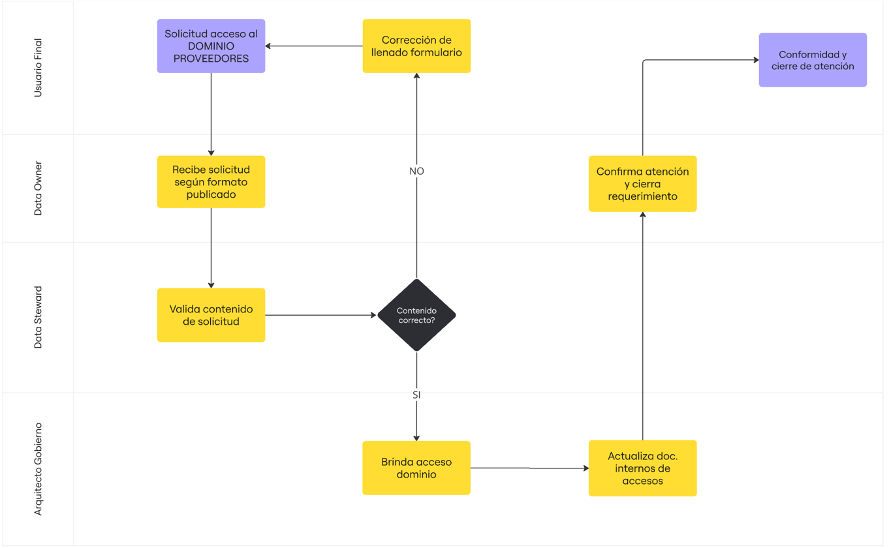 Usuario Final
Solicitud acceso al
DOMINIO
PROVEEDORES
Corrección de
llenado formulario
Conformidad y
cierre de atención
Data Owner
Recibe solicitud
según formato
publicado
NO
Confirma atención
y cierra
requerimiento
Data Steward
Valida contenido
de solicitud
Contenido
correcto?
SI
Arquitecto Gobierno
Brinda acceso
dominio
Actualiza doc.
internos de
accesos